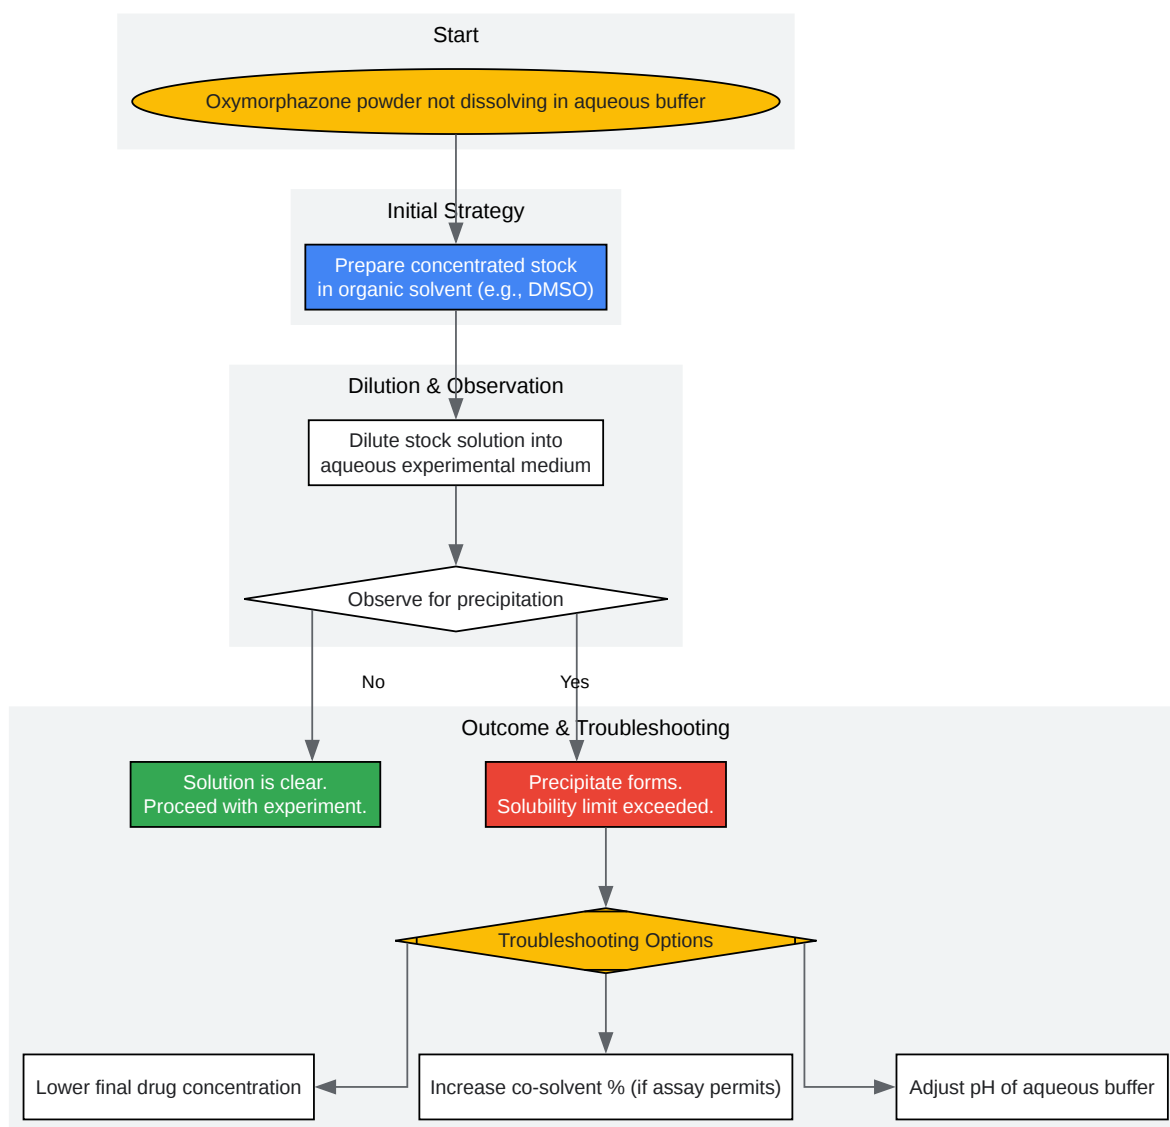 Start
Oxymorphazone powder not dissolving in aqueous buffer
Initial Strategy
Prepare concentrated stock
in organic solvent (e.g., DMSO)
Dilution & Observation
Dilute stock solution into
aqueous experimental medium
Observe for precipitation
No
Yes
Outcome & Troubleshooting
Solution is clear.
Proceed with experiment.
Precipitate forms.
Solubility limit exceeded.
Troubleshooting Options
Lower final drug concentration
Increase co-solvent % (if assay permits)
Adjust pH of aqueous buffer